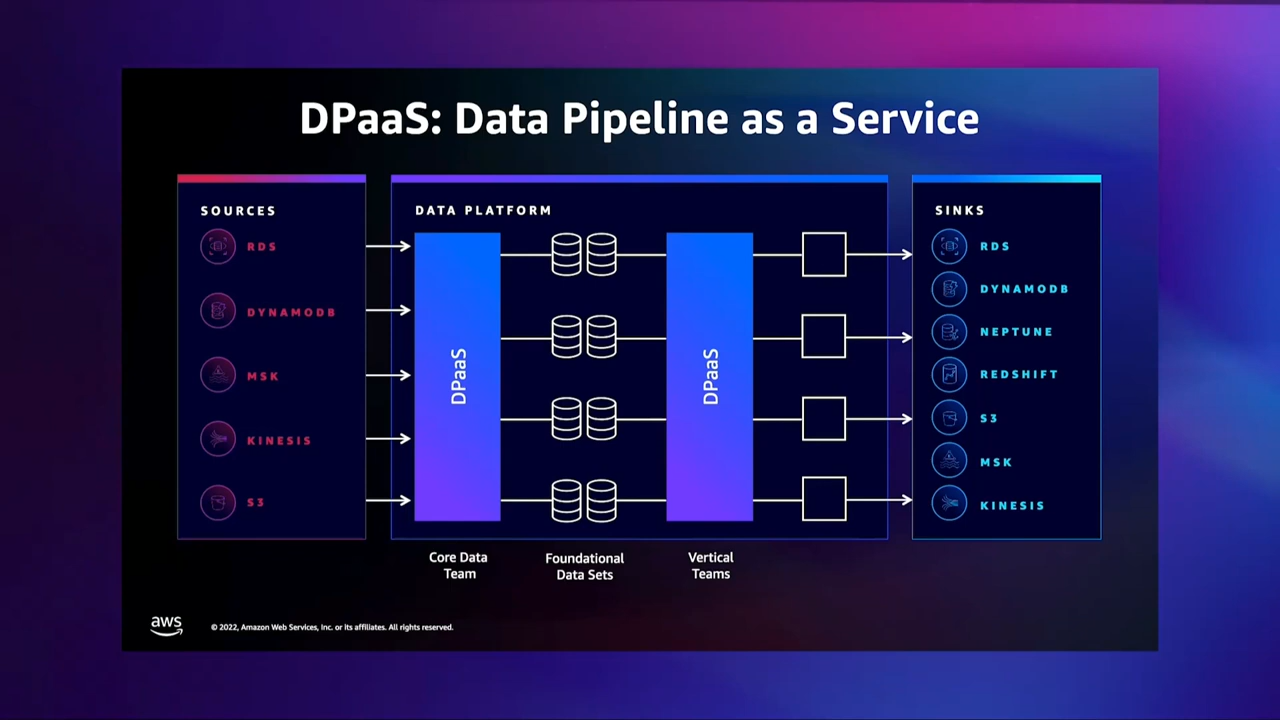 DPaaS: Data Pipeline as a Service
SOURCES
RDS
DYNAMODB
MSK
KINESIS
S3
DATA PLATFORM
DPaaS
DPaaS
SINKS
RDS
DYNAMODB
NEPTUNE
REDSHIFT
S3
MSK
KINESIS
Core Data
Team
Foundational
Data Sets
Vertical
Teams
aws
© 2022, Amazon Web Services, Inc. or its affiliates. All rights reserved.